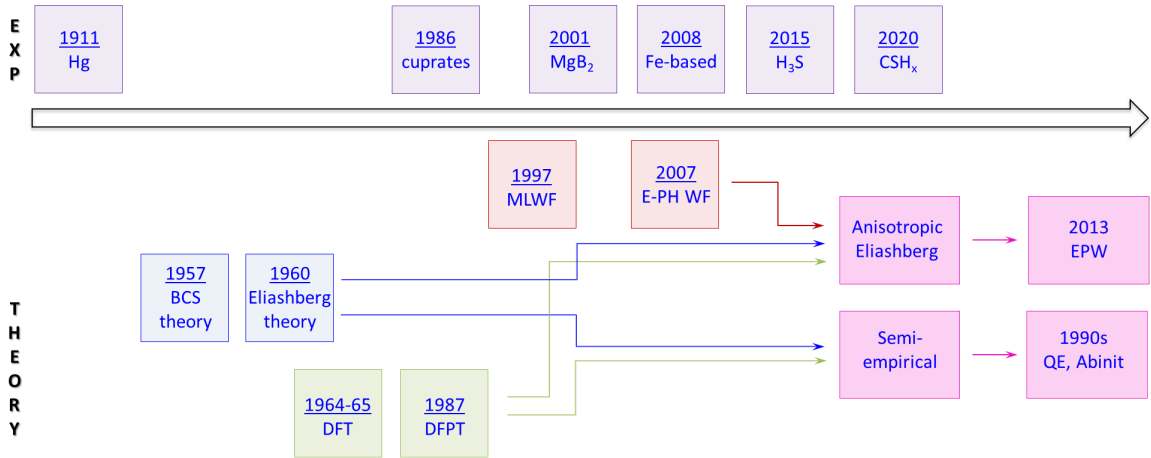 EXP
1911
Hg
1986
cuprates
2001
MgB₂
2008
Fe-based
2015
H₃S
2020
CSHₓ
1997
MLWF
2007
E-PH WF
Anisotropic
Eliashberg
2013
EPW
THEORY
1957
BCS
theory
1960
Eliashberg
theory
Semi-
empirical
1990s
QE, Abinit
1964-65
DFT
1987
DFPT